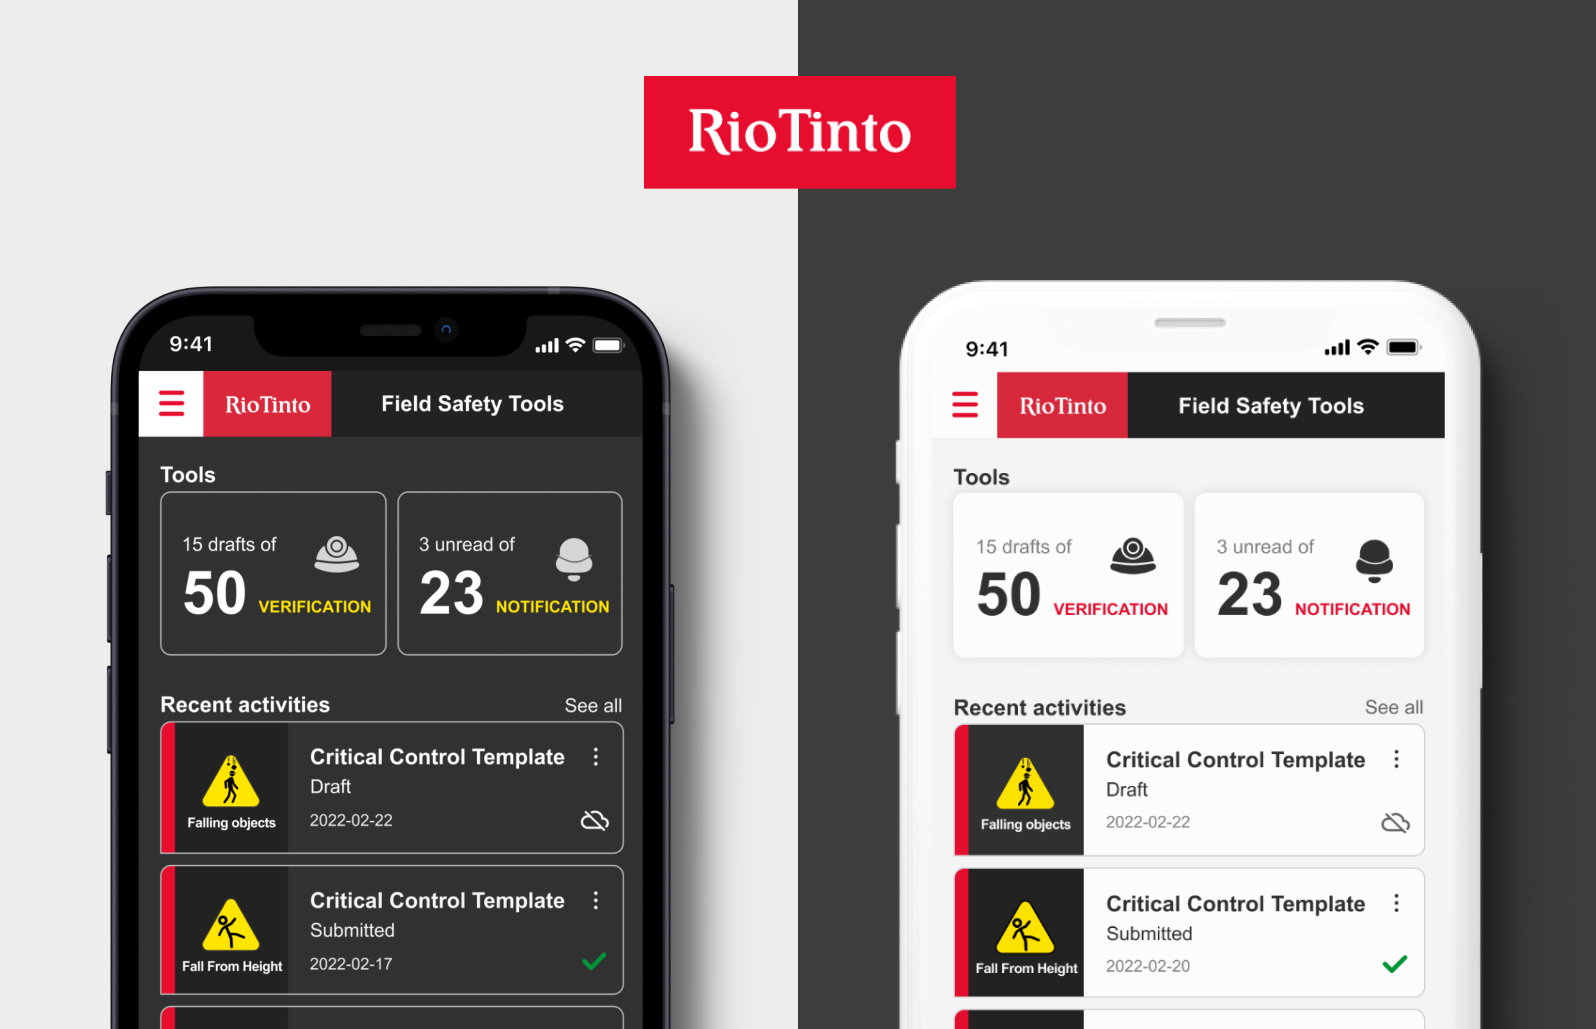 RioTinto
9:41
RioTinto
Field Safety Tools
Tools
15 drafts of
50 VERIFICATION
3 unread of
23 NOTIFICATION
Recent activities
See all
Critical Control Template
Draft
Falling objects
2022-02-22
Critical Control Template
Submitted
Fall From Height
2022-02-17
9:41
RioTinto
Field Safety Tools
Tools
15 drafts of
50 VERIFICATION
3 unread of
23 NOTIFICATION
Recent activities
See all
Critical Control Template
Draft
Falling objects
2022-02-22
Critical Control Template
Submitted
Fall From Height
2022-02-20